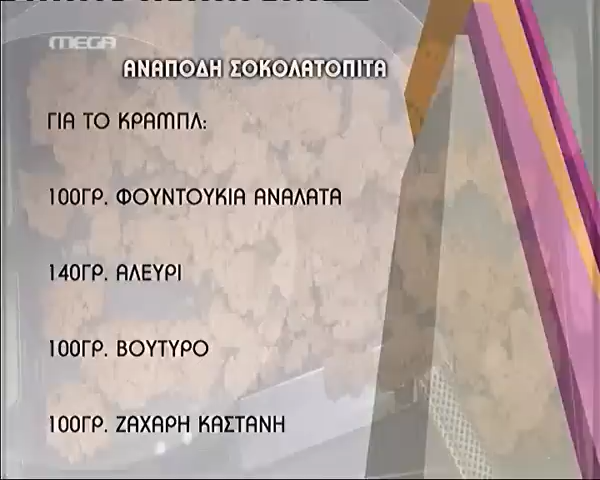 MEGA
ΑΝΑΠΟΔΗ ΣΟΚΟΛΑΤΟΠΙΤΑ
ΓΙΑ ΤΟ ΚΡΑΜΠΛ:
100ΓΡ. ΦΟΥΝΤΟΥΚΙΑ ΑΝΑΛΑΤΑ
140ΓΡ. ΑΛΕΥΡΙ
100ΓΡ. ΒΟΥΤΥΡΟ
100ΓΡ. ΖΑΧΑΡΗ ΚΑΣΤΑΝΗ